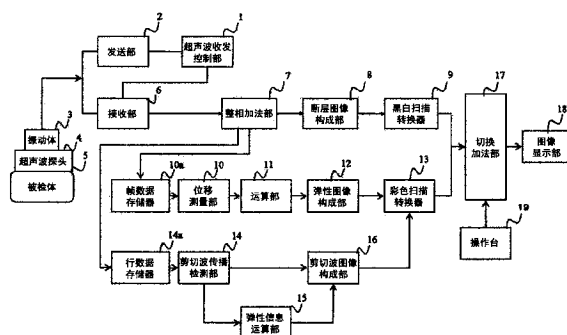 2
1
发送部
超声波收发
控制部
接收部
6
7
整相加法部
8
断层图像
构成部
9
黑白扫描
转换器
17
切换
加法部
18
图像
显示部
3
振动体
4
超声波探头
5
被检体
10a
帧数据
存储器
10
位移
测量部
11
运算部
12
弹性图像
构成部
13
彩色扫描
转换器
19
操作台
14a
行数据
存储器
14
剪切波传播
检测部
16
剪切波图像
构成部
15
弹性信息
运算部